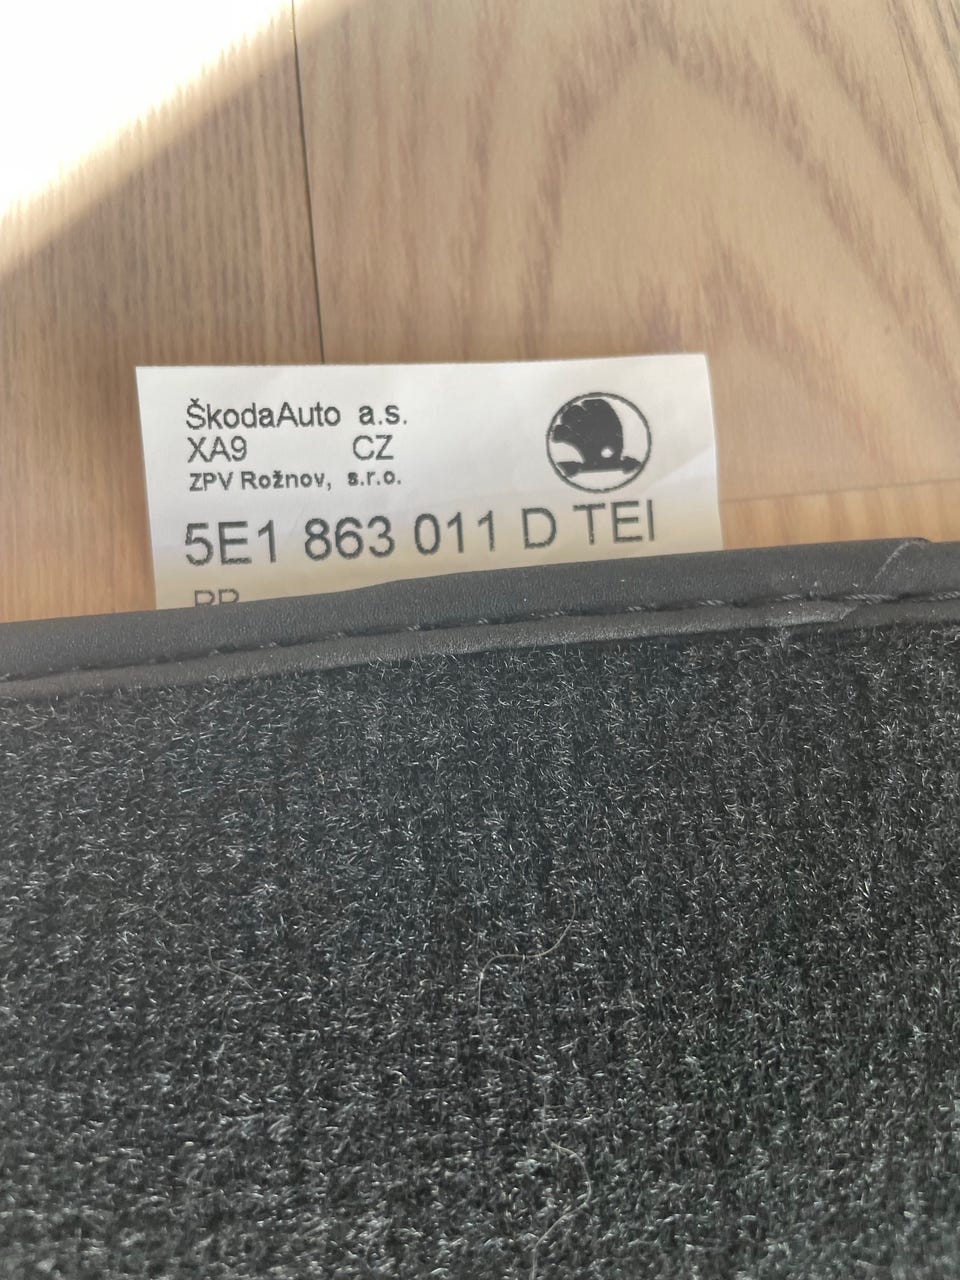 ŠkodaAuto a.s.
XA9 CZ
ZPV Rožnov, s.r.o.
5E1 863 011 D TEI